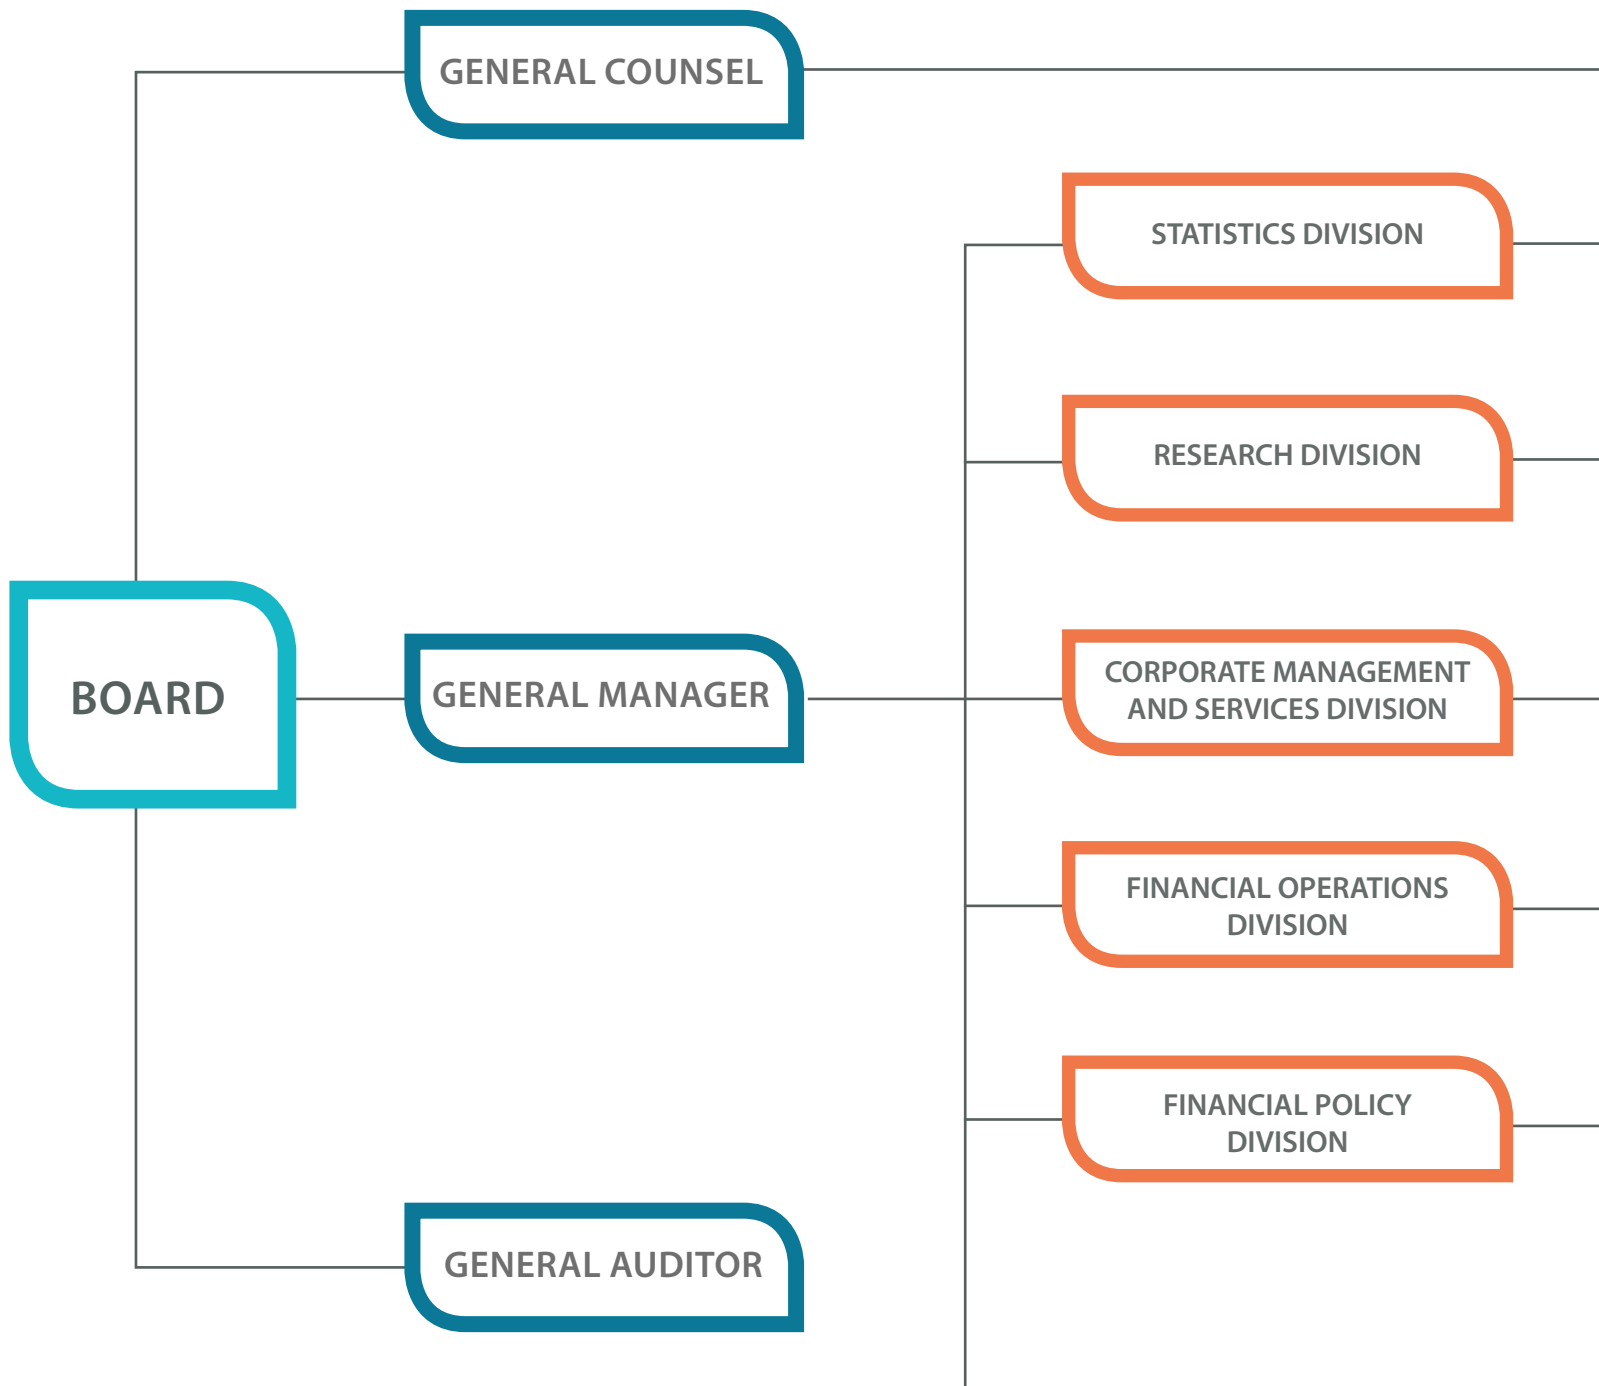 GENERAL COUNSEL
STATISTICS DIVISION
RESEARCH DIVISION
BOARD
GENERAL MANAGER
CORPORATE MANAGEMENT
AND SERVICES DIVISION
FINANCIAL OPERATIONS
DIVISION
FINANCIAL POLICY
DIVISION
GENERAL AUDITOR